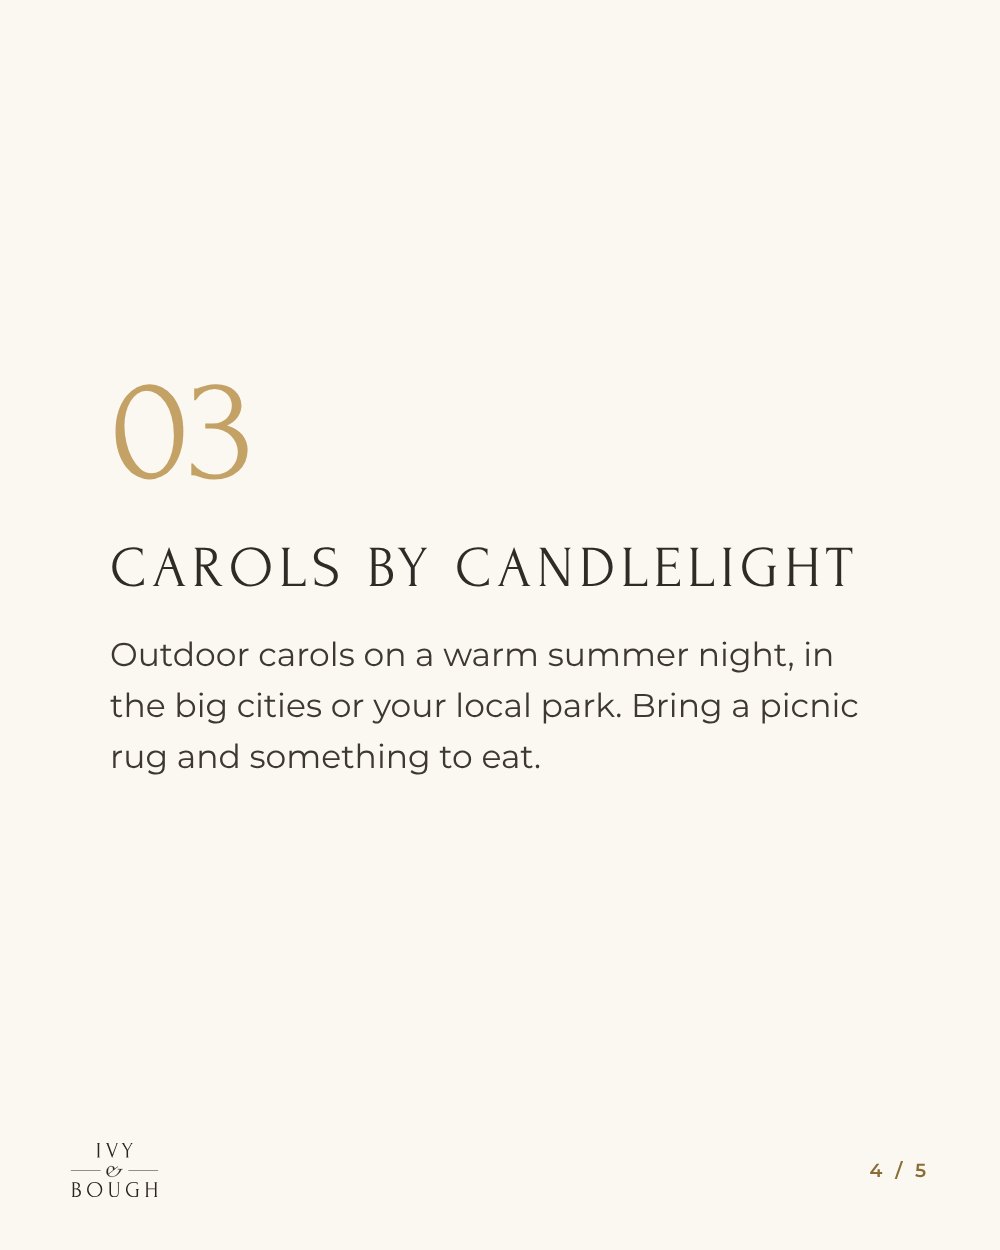 03
CAROLS BY CANDLELIGHT
Outdoor carols on a warm summer night, in
the big cities or your local park. Bring a picnic
rug and something to eat.
IVY
&
BOUGH
4 / 5